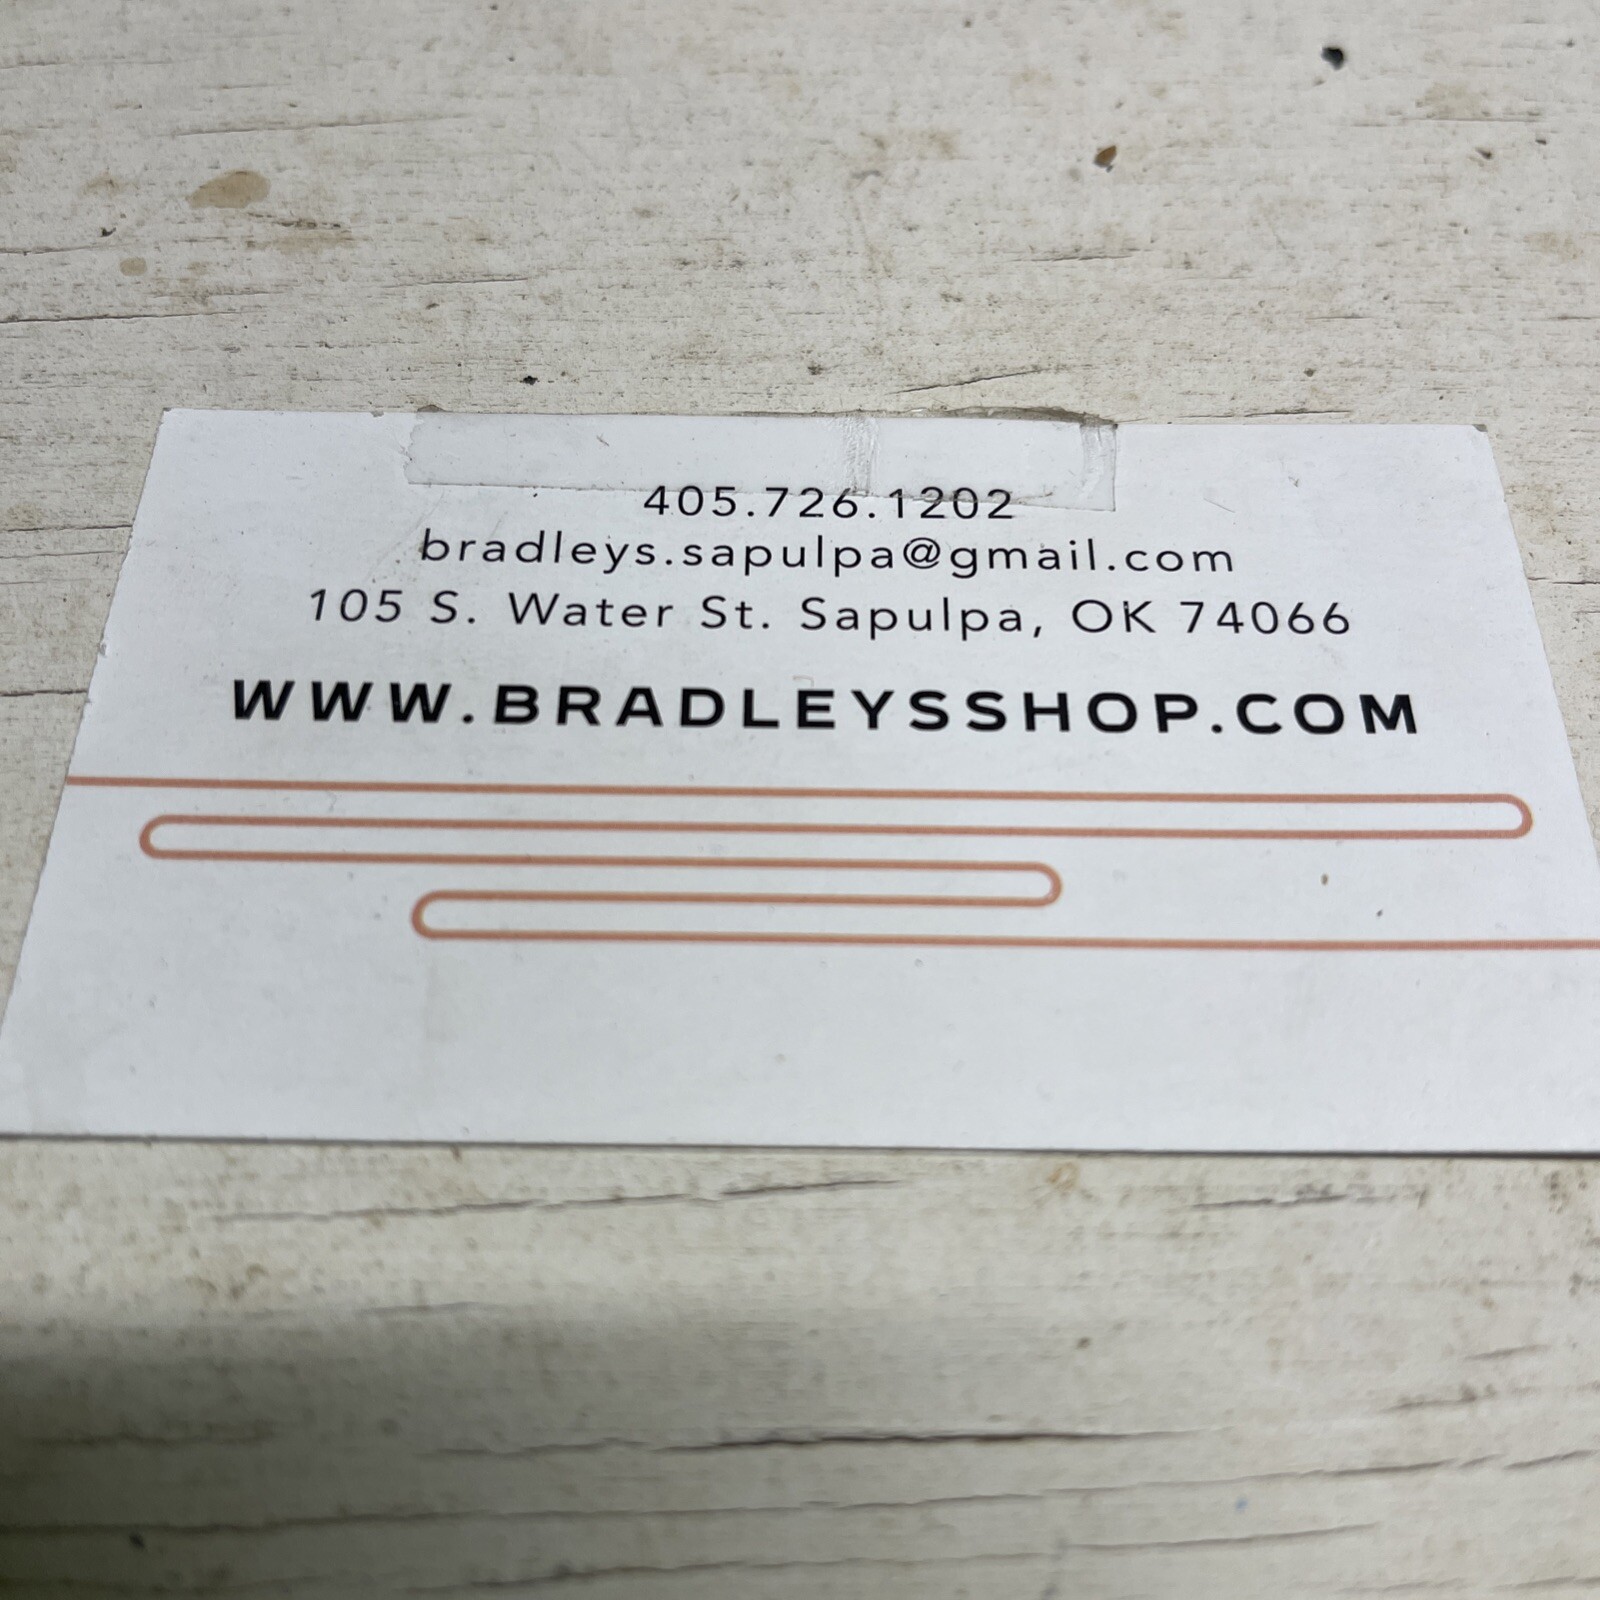 405.726.1202
bradleys.sapulpa@gmail.com
105 S. Water St. Sapulpa, OK 74066
WWW.BRADLEYSSHOP.COM